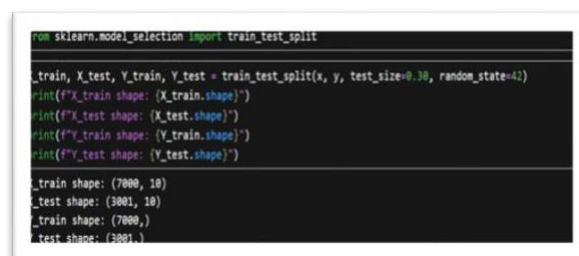 rom sklearn.model_selection import train_test_split
_train, X_test, Y_train, Y_test = train_test_split(x, y, test_size=0.30, random_state=42)
rint(f"X_train shape: {X_train.shape}")
rint(f"X_test shape: {X_test.shape}")
rint(f"Y_train shape: {Y_train.shape}")
rint(f"Y_test shape: {Y_test.shape}")
_train shape: (7000, 10)
_test shape: (3001, 10)
_train shape: (7000,)
_test shape: (3001,)